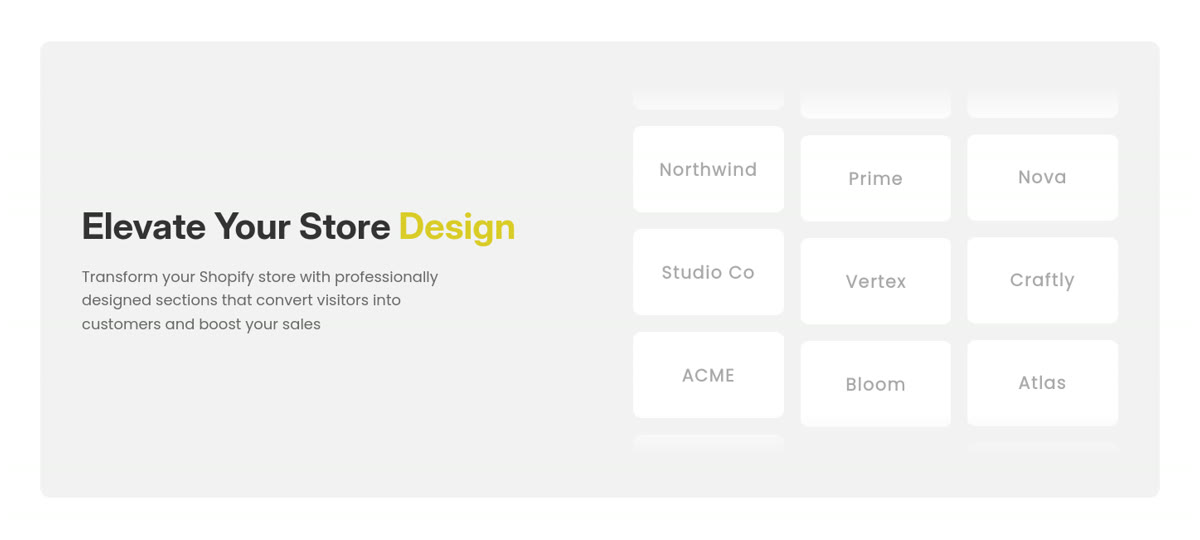 Elevate Your Store Design
Transform your Shopify store with professionally
designed sections that convert visitors into
customers and boost your sales
Northwind
Studio Co
ACME
Prime
Vertex
Bloom
Nova
Craftly
Atlas